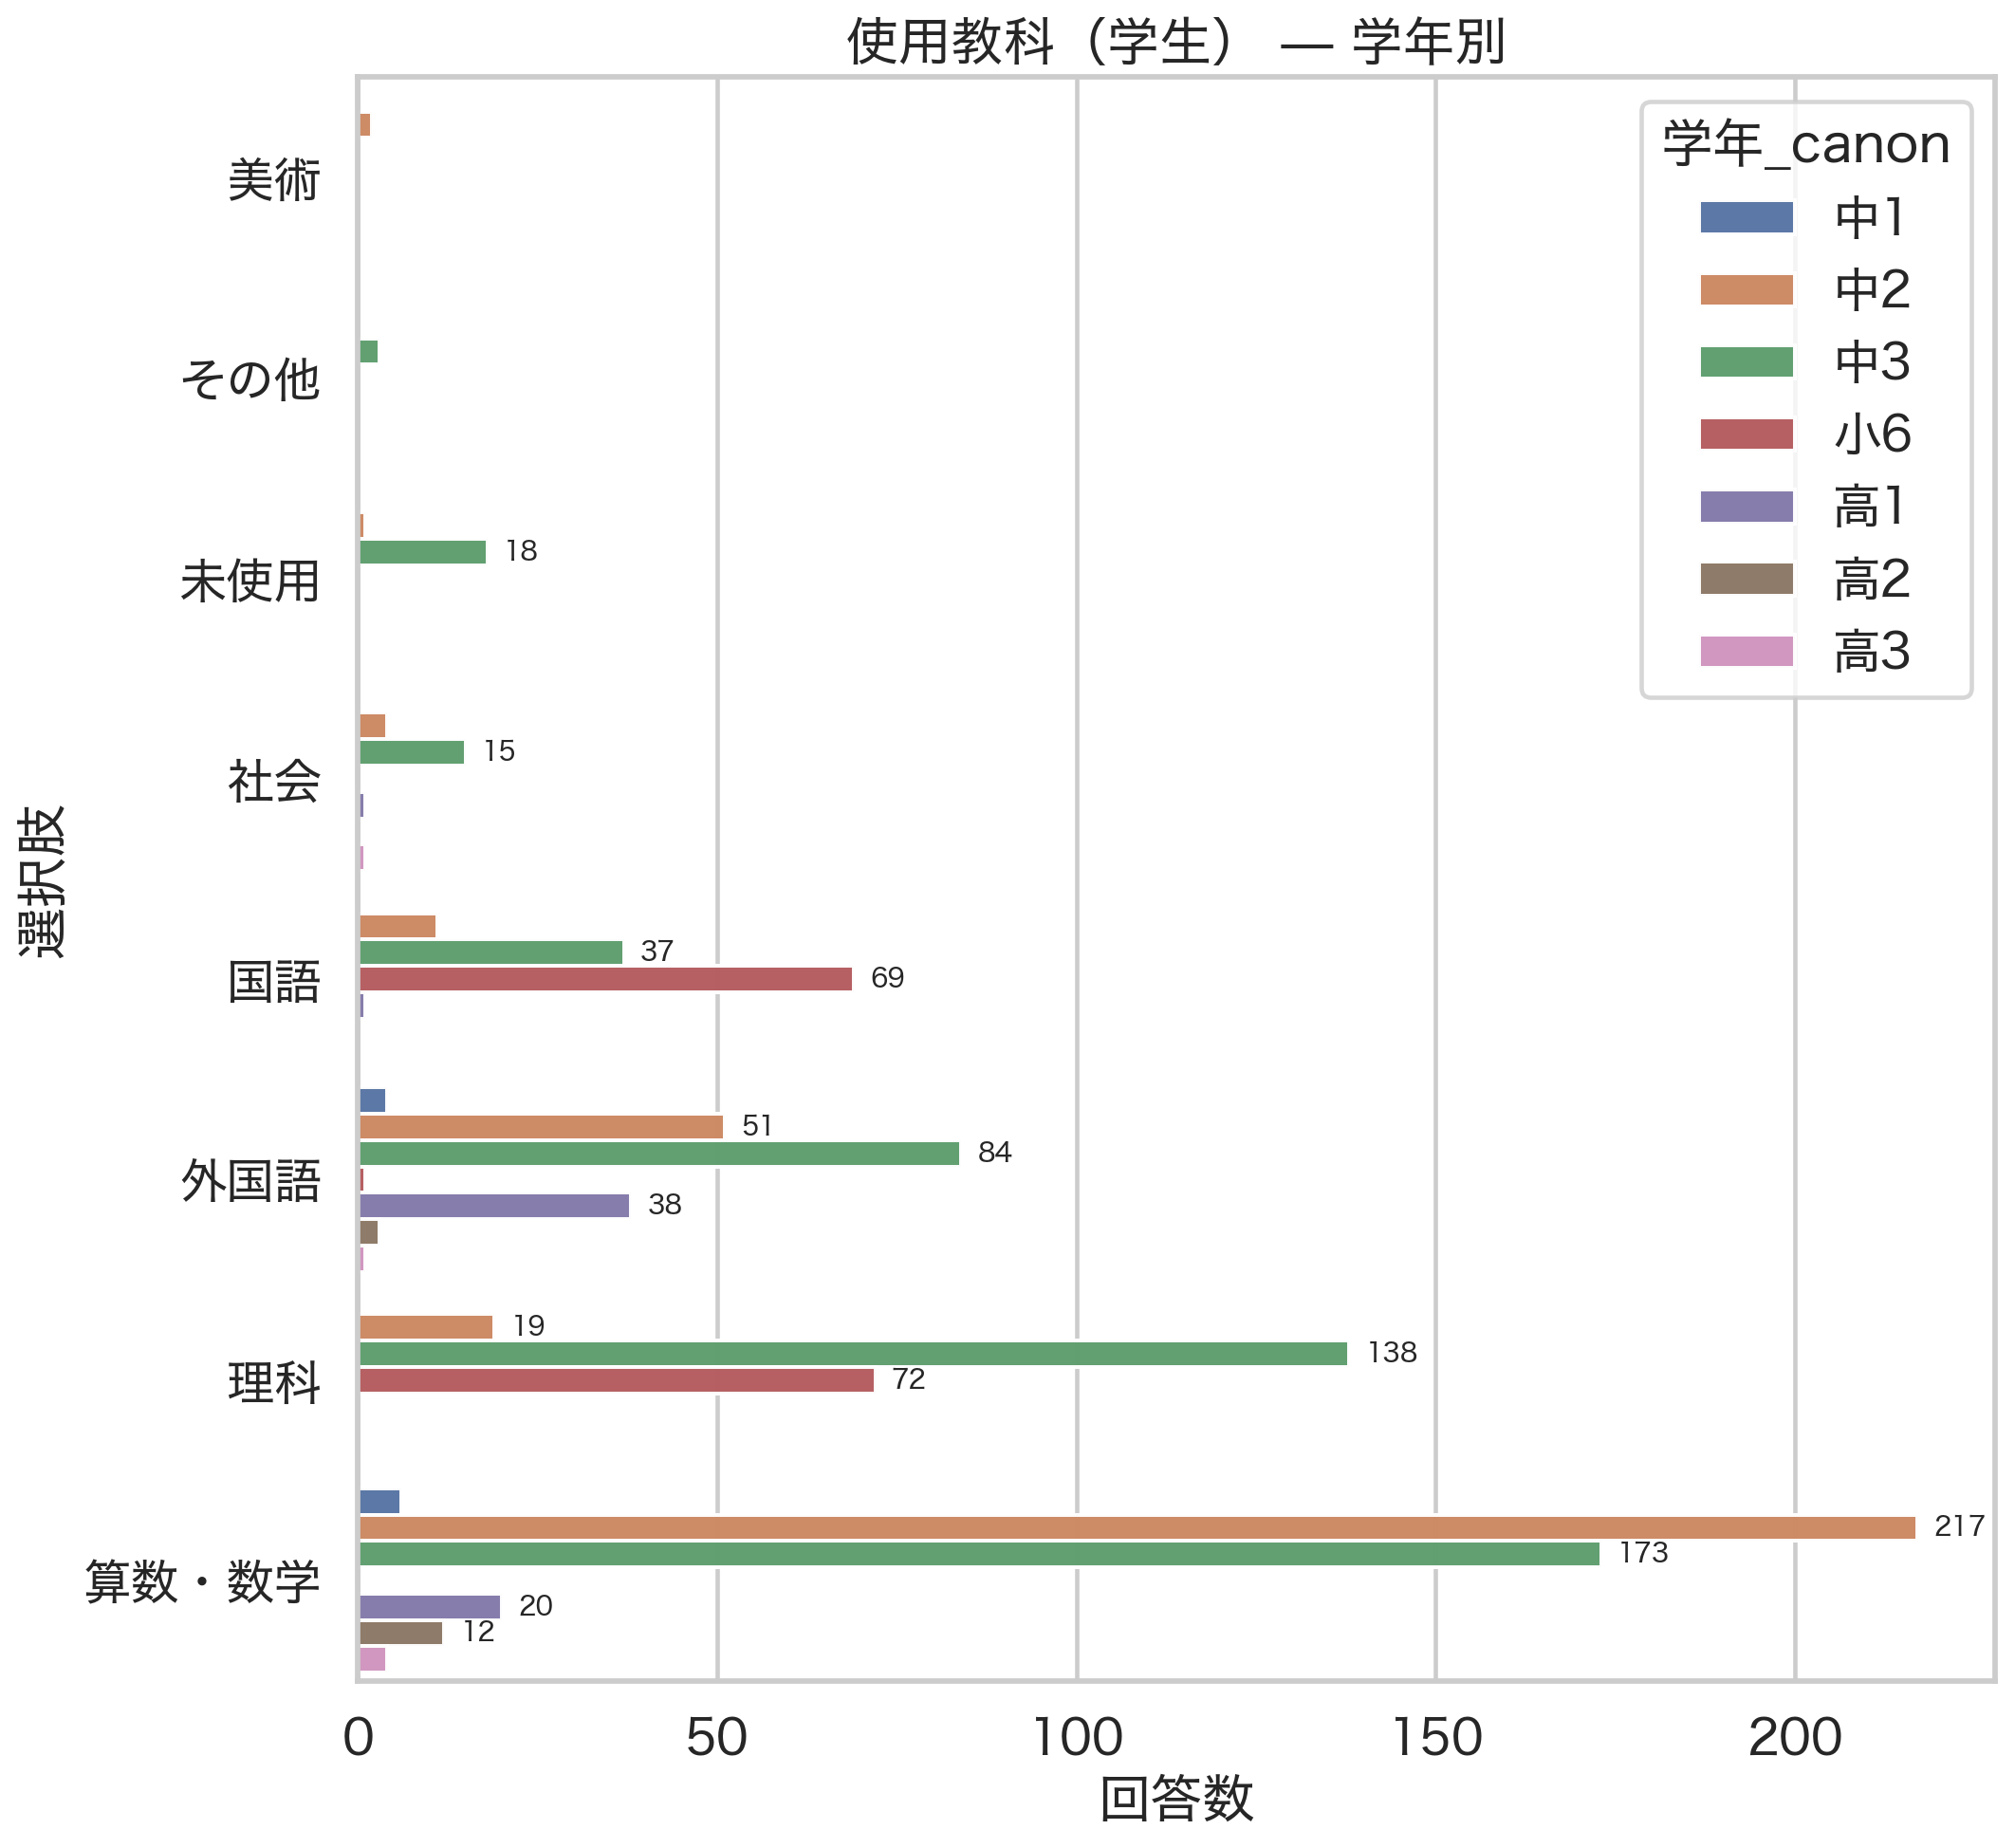 使用教科（学生） — 学年別
学年_canon
中1
中2
中3
小6
高1
高2
高3
選択肢
美術
その他
未使用
18
社会
15
国語
37
69
外国語
51
84
38
理科
19
138
72
算数・数学
217
173
20
12
0 50 100 150 200
回答数